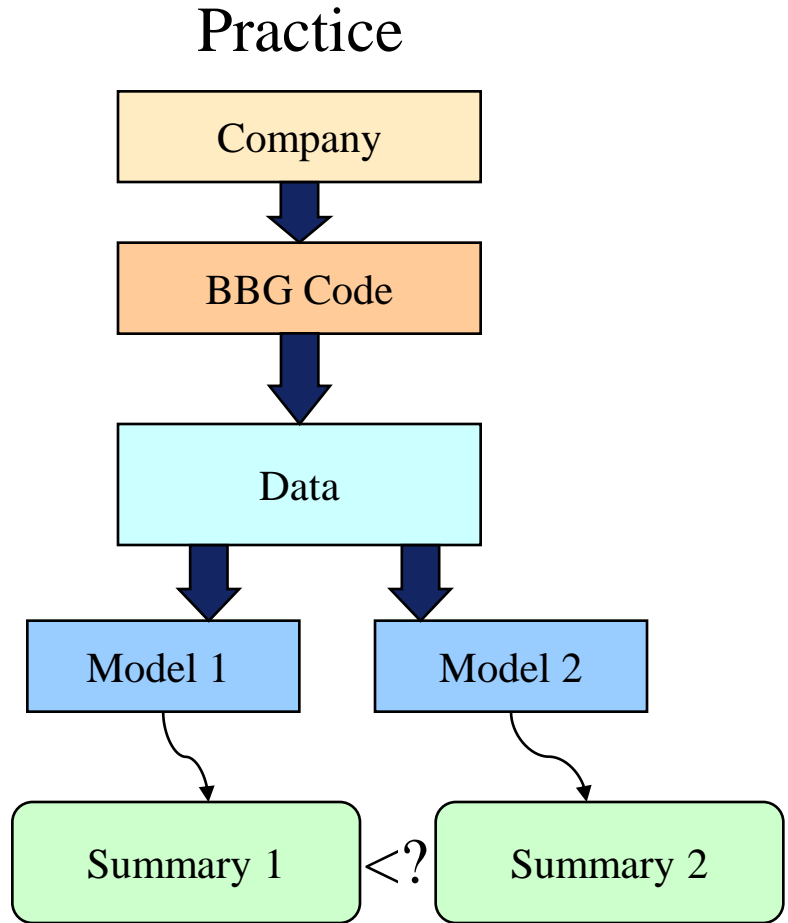 Practice
Company
BBG Code
Data
Model 1
Model 2
Summary 1
<?
Summary 2